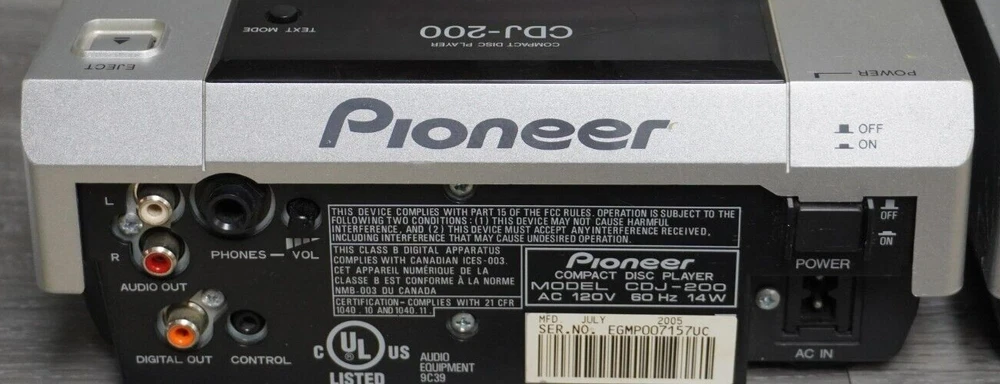 TEXT MODE
COMPACT DISC PLAYER
CDJ-200
EJECT
POWER
Pioneer
OFF
ON
L
R
AUDIO OUT
PHONES
VOL
DIGITAL OUT
CONTROL
THIS DEVICE COMPLIES WITH PART 15 OF THE FCC RULES. OPERATION IS SUBJECT TO THE
FOLLOWING TWO CONDITIONS : (1) THIS DEVICE MAY NOT CAUSE HARMFUL
INTERFERENCE, AND (2) THIS DEVICE MUST ACCEPT ANY INTERFERENCE RECEIVED,
INCLUDING INTERFERENCE THAT MAY CAUSE UNDESIRED OPERATION.
THIS CLASS B DIGITAL APPARATUS
COMPLIES WITH CANADIAN ICES-003.
CET APPAREIL NUMÉRIQUE DE LA
CLASSE B EST CONFORME À LA NORME
NMB-003 DU CANADA
CERTIFICATION-COMPLIES WITH 21 CFR
1040 . 10 AND 1040 . 11 .
Pioneer
COMPACT DISC PLAYER
MODEL CDJ-200
AC 120V 60 Hz 14W
MFD. JULY 2005
SER.NO. EGMP007157UC
C UL US
LISTED
AUDIO
EQUIPMENT
9C39
OFF
ON
POWER
AC IN